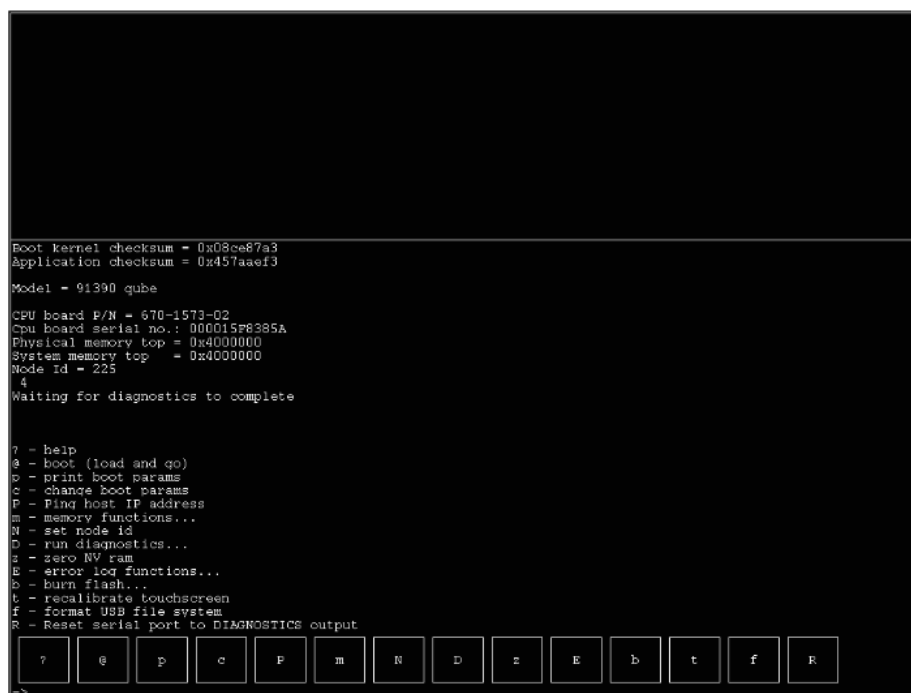 Boot kernel checksum = 0x08ce87a3
Application checksum = 0x457aaef3
Model = 91390 qube
CPU board P/N = 670-1573-02
Cpu board serial no.: 000015F8385A
Physical memory top = 0x4000000
System memory top   = 0x4000000
Node Id = 225
4
Waiting for diagnostics to complete
? - help
@ - boot (load and go)
p - print boot params
c - change boot params
P - Ping host IP address
m - memory functions...
N - set node id
D - run diagnostics...
z - zero NV ram
E - error log functions...
b - burn flash...
t - recalibrate touchscreen
f - format USB file system
R - Reset serial port to DIAGNOSTICS output
? @ p c P m N D z E b t f R
=>